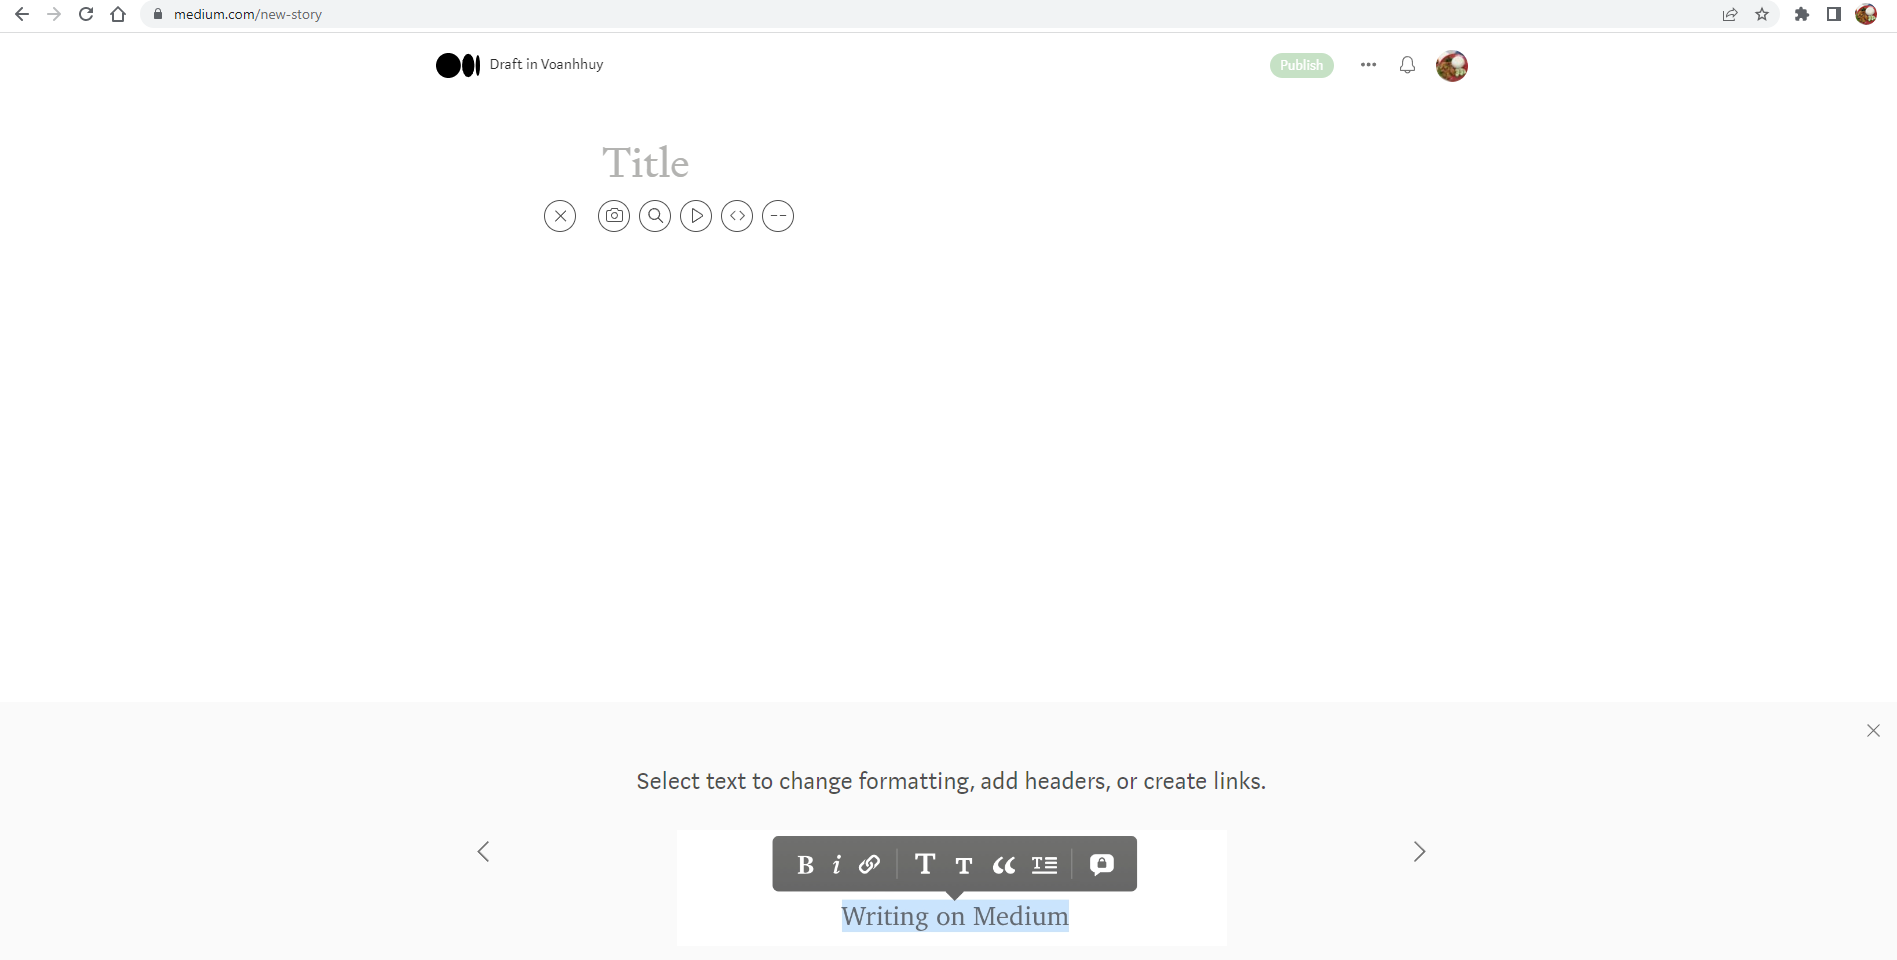 medium.com/new-story
Draft in Voanhhuy
Publish
Title
Select text to change formatting, add headers, or create links.
B i T T T
Writing on Medium